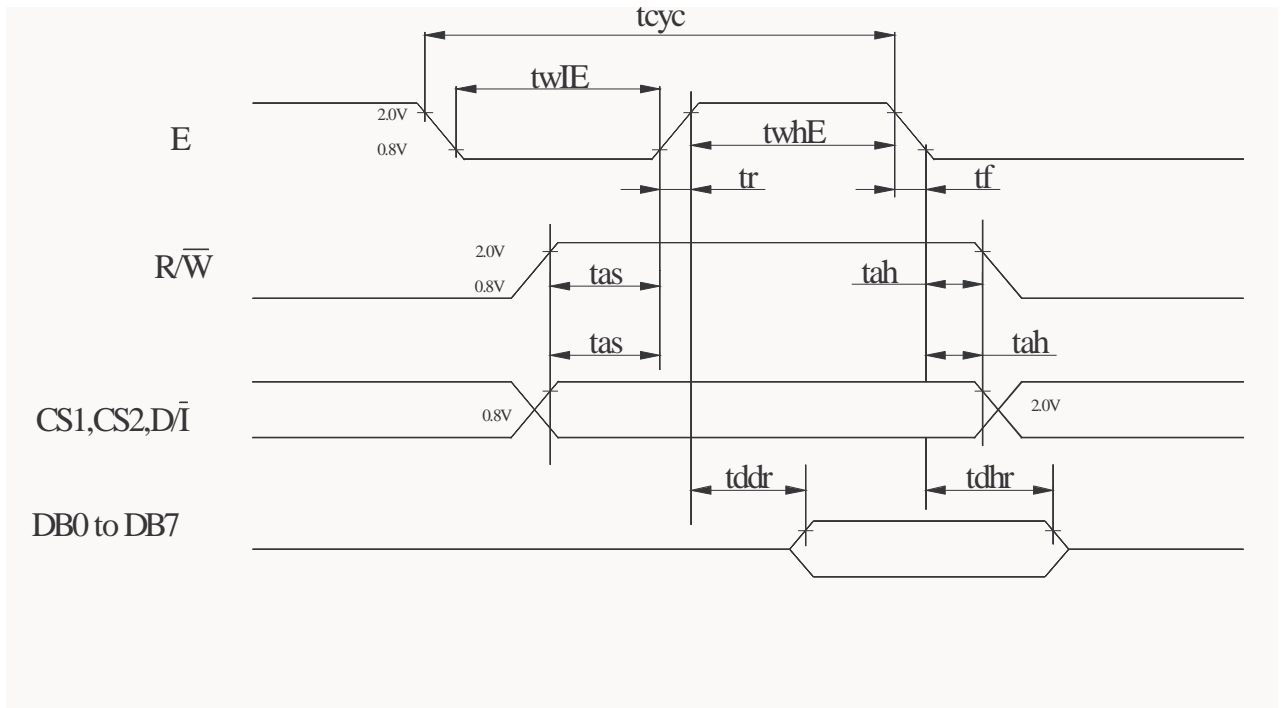 tcyc
twIE
2.0V
E
0.8V
twhE
tr
tf
2.0V
R/W̅
0.8V
tas
tah
tas
tah
CS1,CS2,D/Ī
0.8V
2.0V
tddr
tdhr
DB0 to DB7